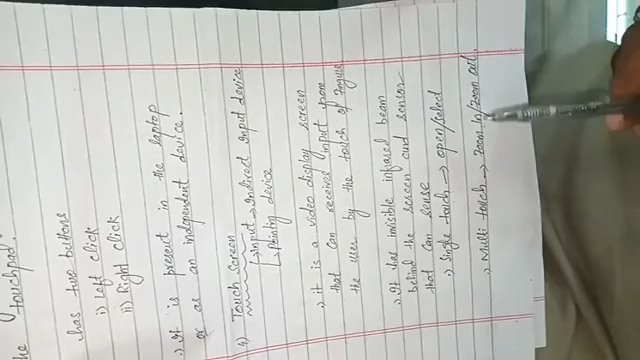 the touchpad.
has two buttons
i) Left click
ii) Right click
→ It is present in the laptop
or as an independent device.
4) Touch screen
↳ Input → Indirect input device
↳ Pointing device
→ it is a video display screen
that can receive input from
the user by the touch of
→ It has invisible infrared beam
behind the screen and sensor
that can sense
→ Single touch → open/select
→ Multi touch → Zoom In/Zoom out.